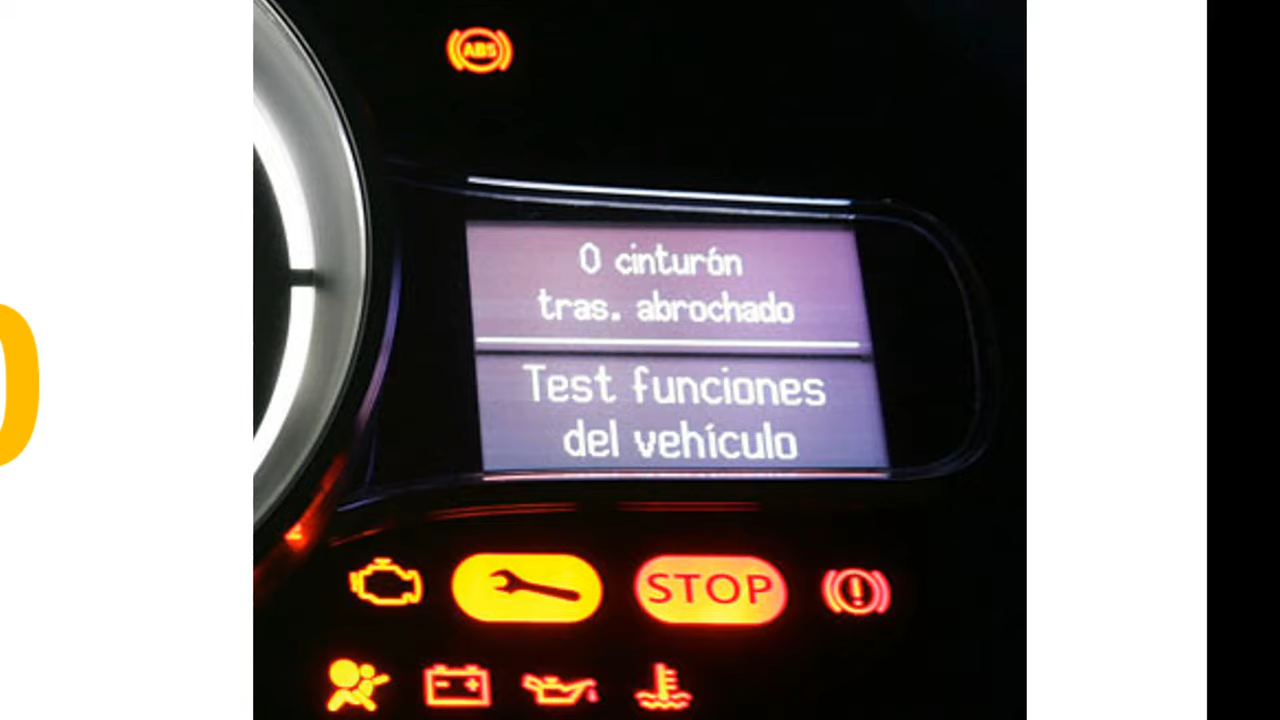 ABS
0 cinturón
tras. abrochado
Test funciones
del vehículo
STOP